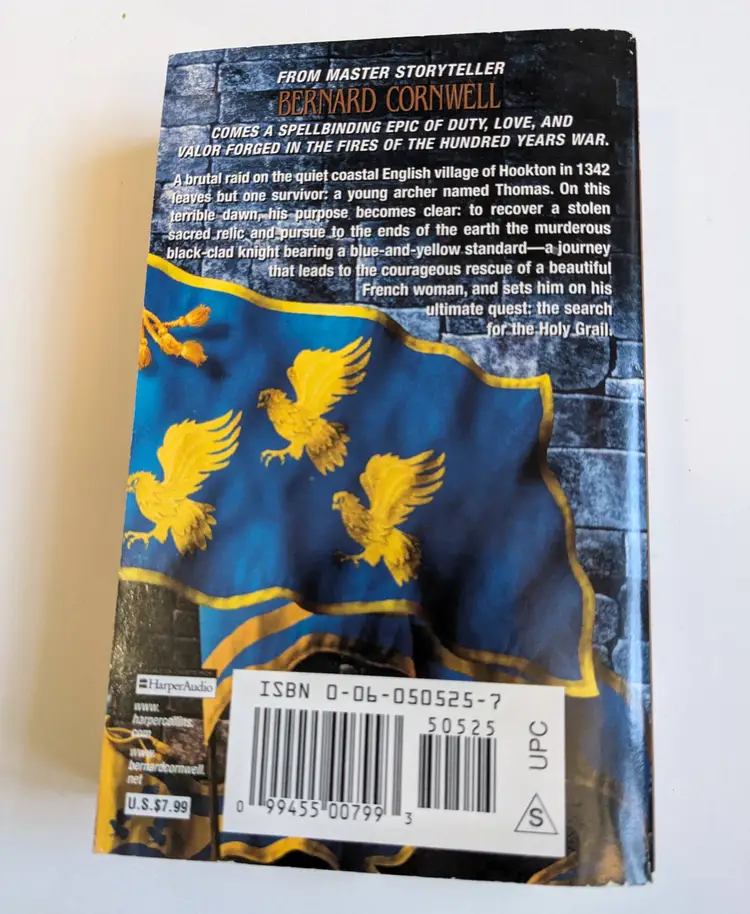 FROM MASTER STORYTELLER
BERNARD CORNWELL
COMES A SPELLBINDING EPIC OF DUTY, LOVE, AND
VALOR FORGED IN THE FIRES OF THE HUNDRED YEARS WAR.
A brutal raid on the quiet coastal English village of Hookton in 1342
leaves but one survivor: a young archer named Thomas. On this
terrible dawn, his purpose becomes clear: to recover a stolen
sacred relic and pursue to the ends of the earth the murderous
black-clad knight bearing a blue-and-yellow standard—a journey
that leads to the courageous rescue of a beautiful
French woman, and sets him on his
ultimate quest: the search
for the Holy Grail.
HarperAudio
www.
harpercollins.
com
www.
bernardcornwell.
net
U.S.$7.99
ISBN 0-06-050525-7
50525
0 99455 00799 3
UPC
S